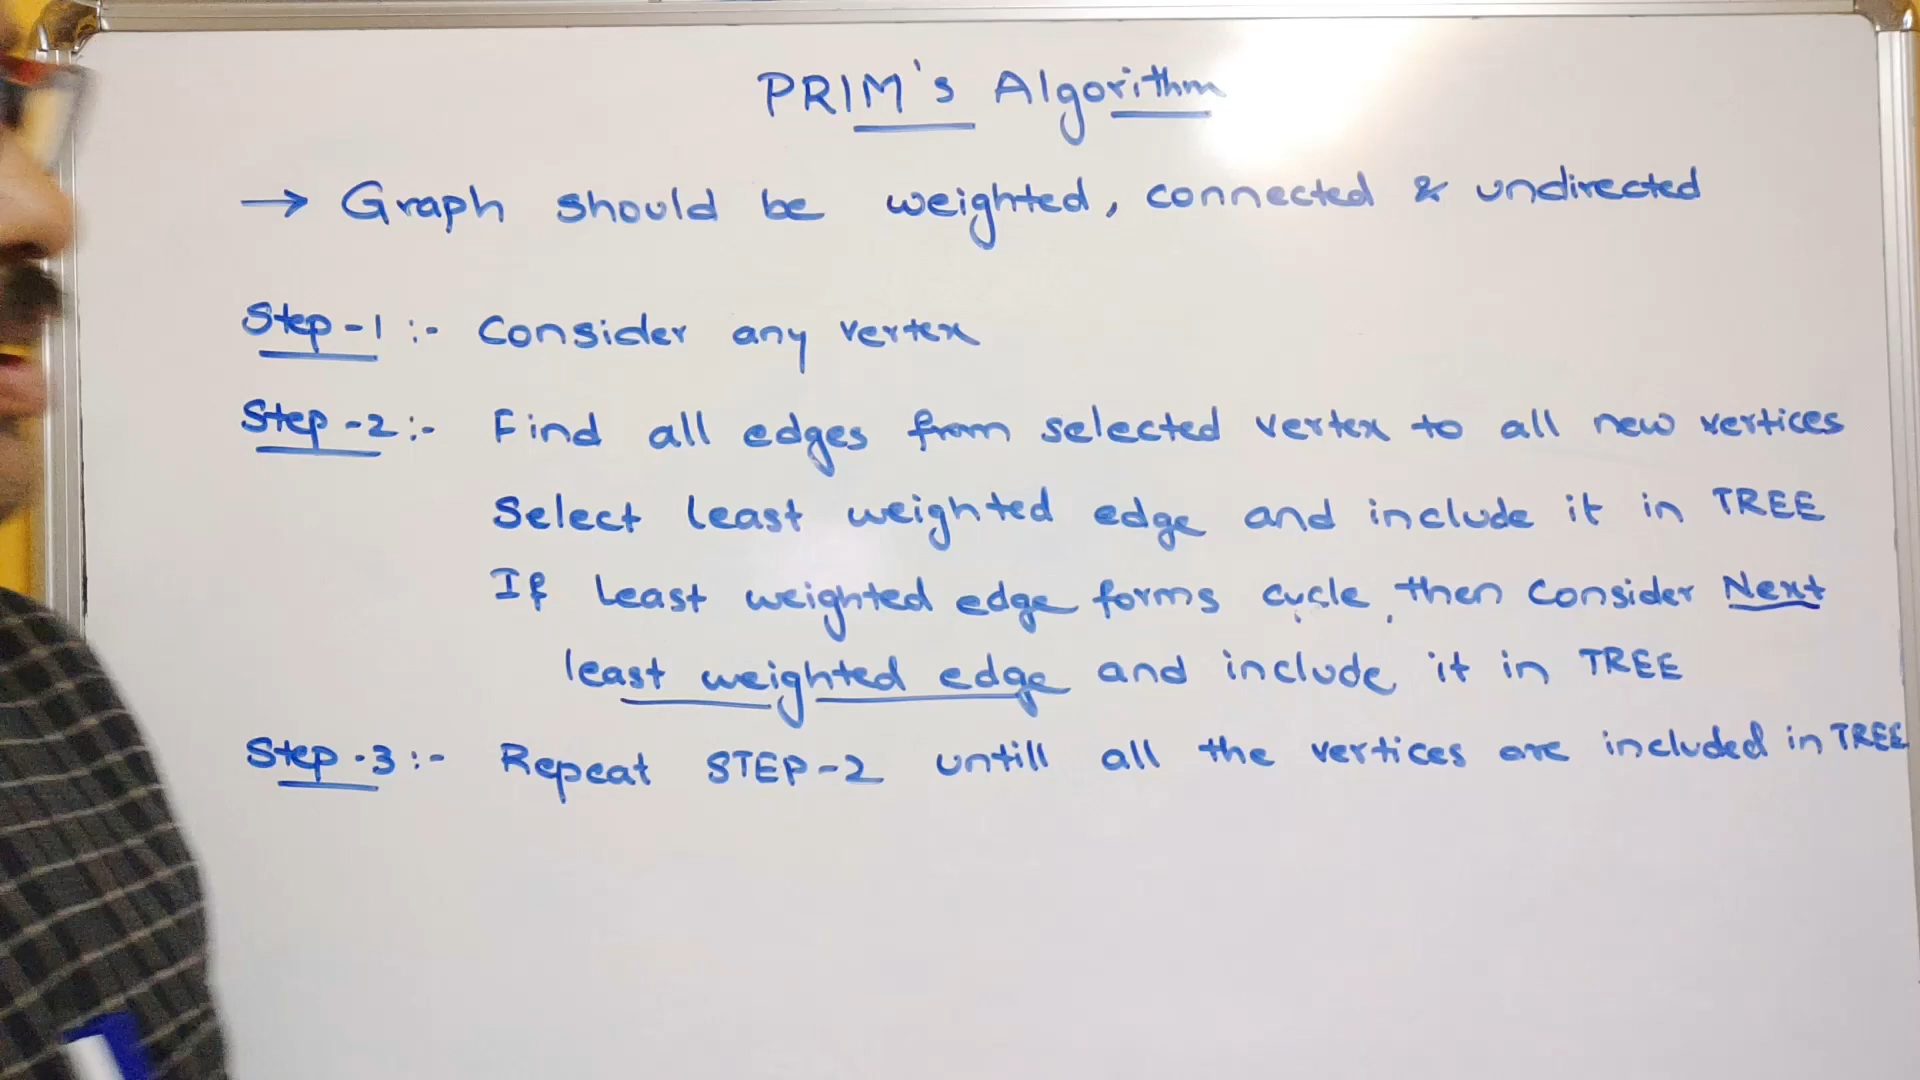 PRIM's Algorithm
→ Graph should be weighted, connected & undirected
Step-1 :- Consider any vertex
Step-2 :- Find all edges from selected vertex to all new vertices
Select least weighted edge and include it in TREE
If least weighted edge forms cycle, then consider Next
least weighted edge and include it in TREE
Step-3 :- Repeat STEP-2 untill all the vertices are included in TREE